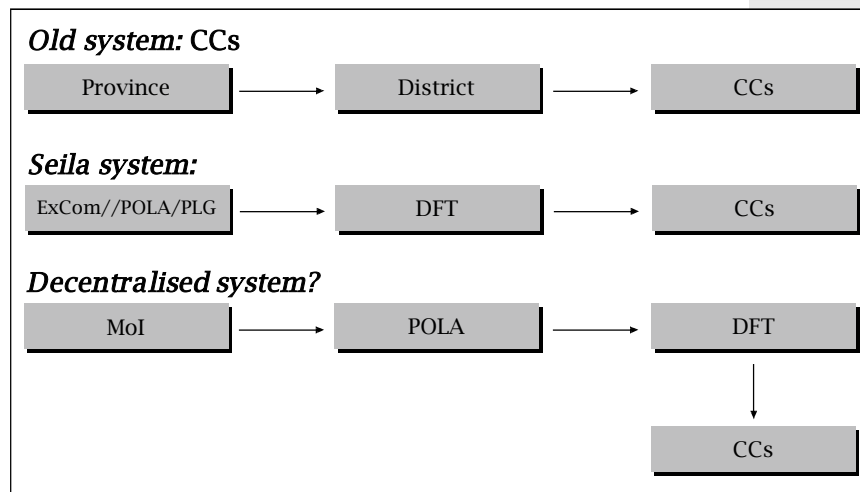 Old system: CCs
Province District CCs
Seila system:
ExCom//POLA/PLG DFT CCs
Decentralised system?
MoI POLA DFT
CCs